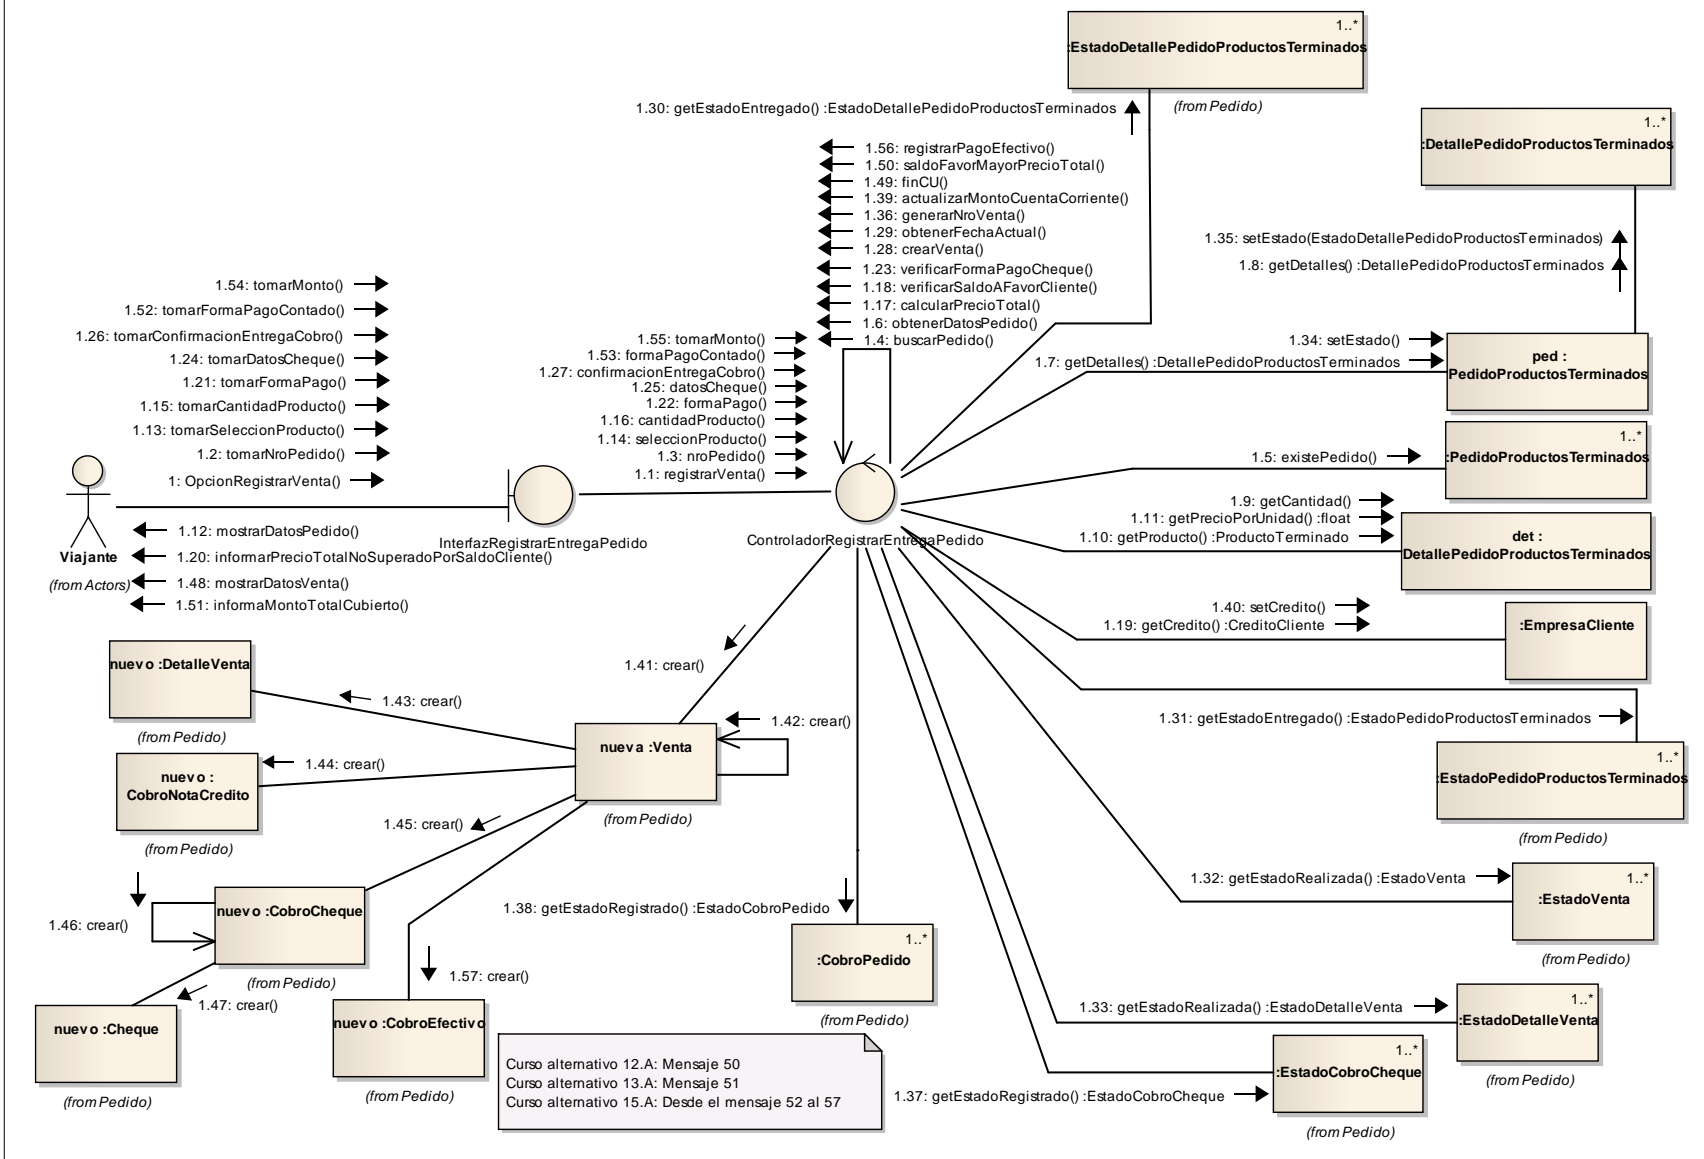 1..*
:EstadoDetallePedidoProductosTerminados
(from Pedido)
1.30: getEstadoEntregado() :EstadoDetallePedidoProductosTerminados
1..*
:DetallePedidoProductosTerminados
1.56: registrarPagoEfectivo()
1.50: saldoFavorMayorPrecioTotal()
1.49: finCU()
1.39: actualizarMontoCuentaCorriente()
1.36: generarNroVenta()
1.29: obtenerFechaActual()
1.28: crearVenta()
1.23: verificarFormaPagoCheque()
1.18: verificarSaldoAFavorCliente()
1.17: calcularPrecioTotal()
1.6: obtenerDatosPedido()
1.4: buscarPedido()
1.35: setEstado(EstadoDetallePedidoProductosTerminados)
1.8: getDetalles() :DetallePedidoProductosTerminados
1.54: tomarMonto()
1.52: tomarFormaPagoContado()
1.26: tomarConfirmacionEntregaCobro()
1.24: tomarDatosCheque()
1.21: tomarFormaPago()
1.15: tomarCantidadProducto()
1.13: tomarSeleccionProducto()
1.2: tomarNroPedido()
1: OpcionRegistrarVenta()
1.55: tomarMonto()
1.53: formaPagoContado()
1.27: confirmacionEntregaCobro()
1.25: datosCheque()
1.22: formaPago()
1.16: cantidadProducto()
1.14: seleccionProducto()
1.3: nroPedido()
1.1: registrarVenta()
1.34: setEstado()
1.7: getDetalles() :DetallePedidoProductosTerminados
ped :
PedidoProductosTerminados
1.5: existePedido()
1..*
:PedidoProductosTerminados
1.9: getCantidad()
1.11: getPrecioPorUnidad() :float
1.10: getProducto() :ProductoTerminado
det :
DetallePedidoProductosTerminados
Viajante
(from Actors)
InterfazRegistrarEntregaPedido
ControladorRegistrarEntregaPedido
1.12: mostrarDatosPedido()
1.20: informarPrecioTotalNoSuperadoPorSaldoCliente()
1.48: mostrarDatosVenta()
1.51: informaMontoTotalCubierto()
1.40: setCredito()
1.19: getCredito() :CreditoCliente
:EmpresaCliente
1.41: crear()
nuevo :DetalleVenta
(from Pedido)
1.43: crear()
1.42: crear()
nueva :Venta
(from Pedido)
1.31: getEstadoEntregado() :EstadoPedidoProductosTerminados
1..*
:EstadoPedidoProductosTerminados
(from Pedido)
nuevo :
CobroNotaCredito
(from Pedido)
1.44: crear()
1.45: crear()
1.32: getEstadoRealizada() :EstadoVenta
1..*
:EstadoVenta
(from Pedido)
1.46: crear()
nuevo :CobroCheque
(from Pedido)
1.38: getEstadoRegistrado() :EstadoCobroPedido
1..*
:CobroPedido
(from Pedido)
1.57: crear()
1.47: crear()
nuevo :Cheque
(from Pedido)
nuevo :CobroEfectivo
(from Pedido)
1.33: getEstadoRealizada() :EstadoDetalleVenta
1..*
:EstadoDetalleVenta
(from Pedido)
Curso alternativo 12.A: Mensaje 50
Curso alternativo 13.A: Mensaje 51
Curso alternativo 15.A: Desde el mensaje 52 al 57
1.37: getEstadoRegistrado() :EstadoCobroCheque
1..*
:EstadoCobroCheque
(from Pedido)